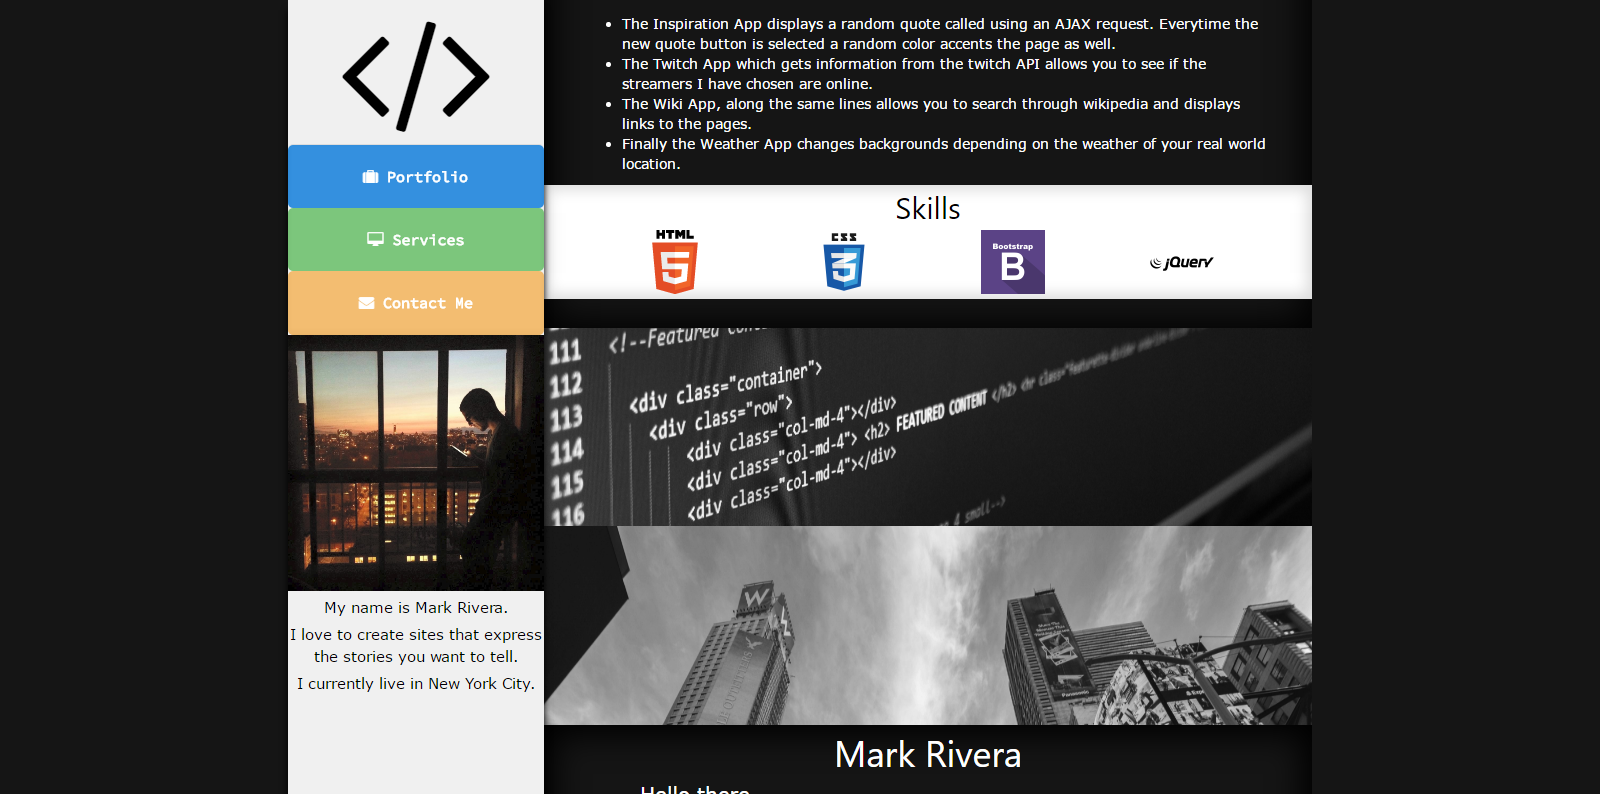 Portfolio
Services
Contact Me
My name is Mark Rivera.
I love to create sites that express
the stories you want to tell.
I currently live in New York City.
The Inspiration App displays a random quote called using an AJAX request. Everytime the
new quote button is selected a random color accents the page as well.
The Twitch App which gets information from the twitch API allows you to see if the
streamers I have chosen are online.
The Wiki App, along the same lines allows you to search through wikipedia and displays
links to the pages.
Finally the Weather App changes backgrounds depending on the weather of your real world
location.
Skills
HTML
5
CSS
3
Bootstrap
B
jQuery
111 <!--Featured
112 <div class="container">
113 <div class="row">
114 <div class="col-md-4"></div>
115 <div class="col-md-4"> <h2> FEATURED CONTENT </h2>
116 <div class="col-md-4"></div>
4 small-->
W
Panasonic
Mark Rivera
Hello there